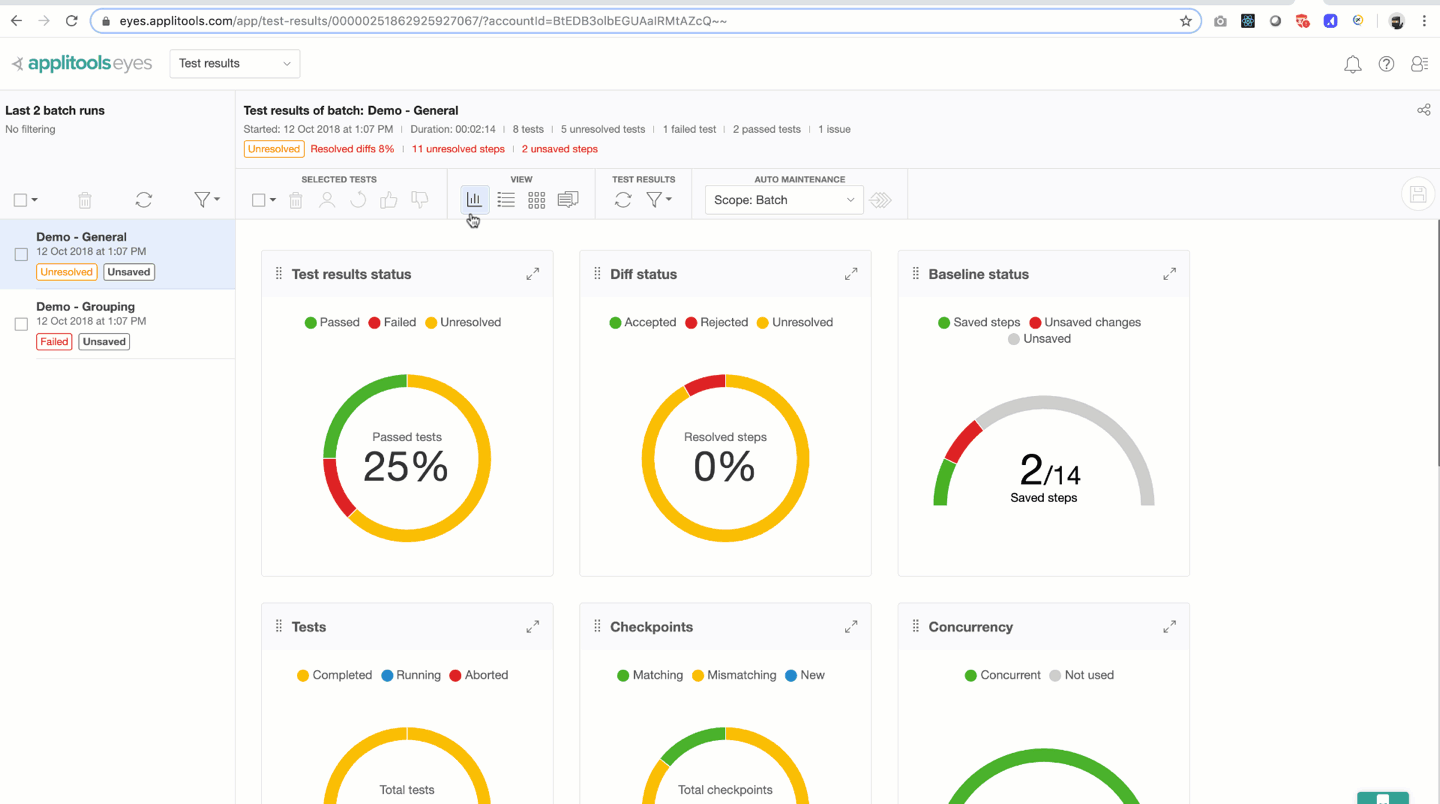 eyes.applitools.com/app/test-results/00000251862925927067/?accountId=BtEDB3oIbEGUAaIRMtAZcQ~~
applitools eyes
Test results
Last 2 batch runs
No filtering
Test results of batch: Demo - General
Started: 12 Oct 2018 at 1:07 PM | Duration: 00:02:14 | 8 tests | 5 unresolved tests | 1 failed test | 2 passed tests | 1 issue
Unresolved Resolved diffs 8% | 11 unresolved steps | 2 unsaved steps
SELECTED TESTS
VIEW
TEST RESULTS
AUTO MAINTENANCE
Scope: Batch
Demo - General
12 Oct 2018 at 1:07 PM
Unresolved Unsaved
Demo - Grouping
12 Oct 2018 at 1:07 PM
Failed Unsaved
Test results status
Passed Failed Unresolved
Passed tests
25%
Diff status
Accepted Rejected Unresolved
Resolved steps
0%
Baseline status
Saved steps Unsaved changes
Unsaved
2/14
Saved steps
Tests
Completed Running Aborted
Total tests
Checkpoints
Matching Mismatching New
Total checkpoints
Concurrency
Concurrent Not used